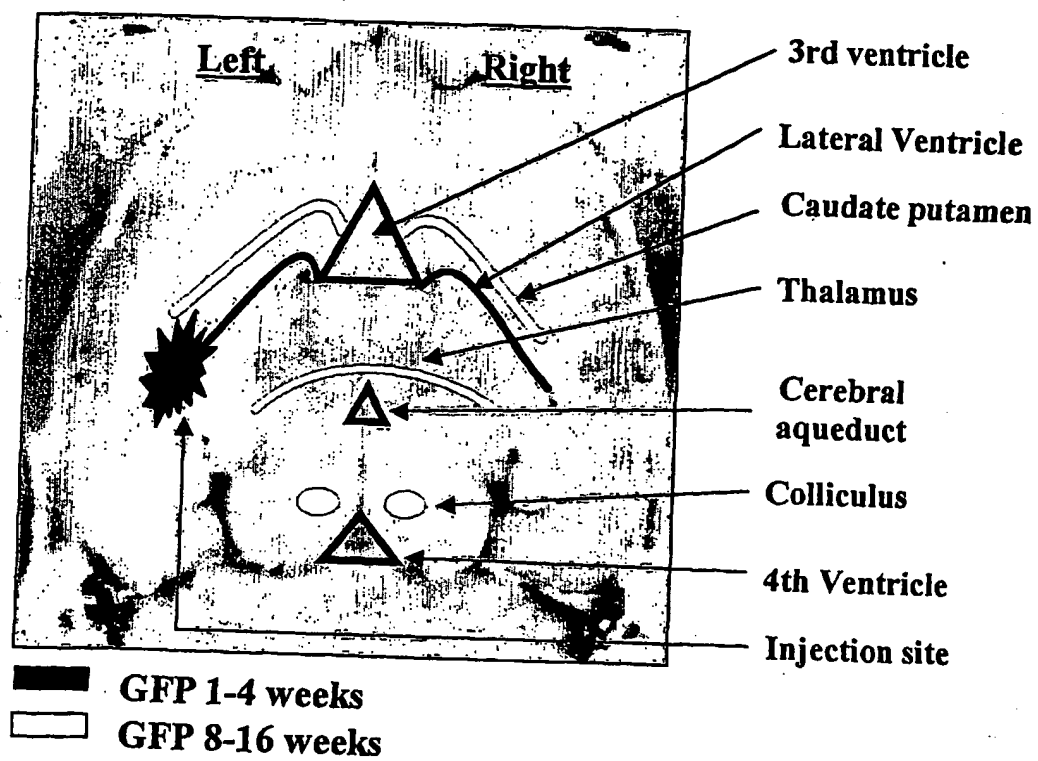 Left
Right
3rd ventricle
Lateral Ventricle
Caudate putamen
Thalamus
Cerebral
aqueduct
Colliculus
4th Ventricle
Injection site
GFP 1-4 weeks
GFP 8-16 weeks